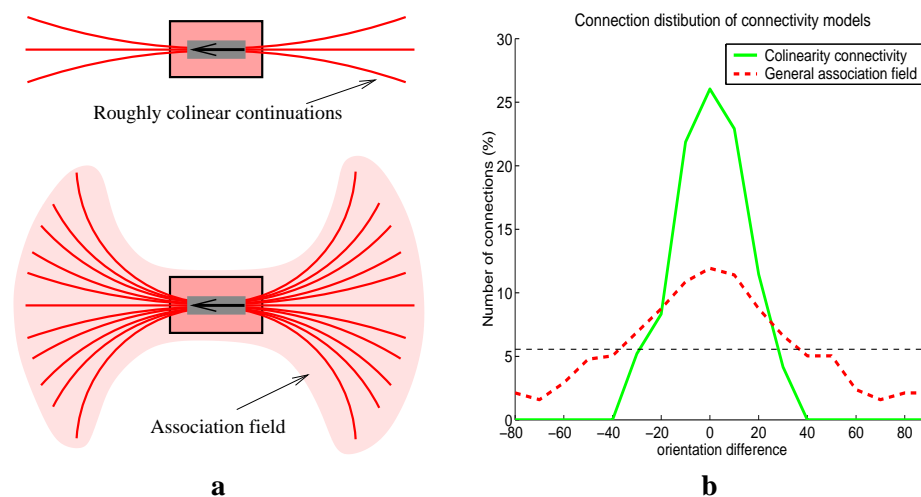 Roughly colinear continuations
Association field
a
Connection distibution of connectivity models
Colinearity connectivity
General association field
Number of connections (%)
30
25
20
15
10
5
0
−80 −60 −40 −20 0 20 40 60 80
orientation difference
b